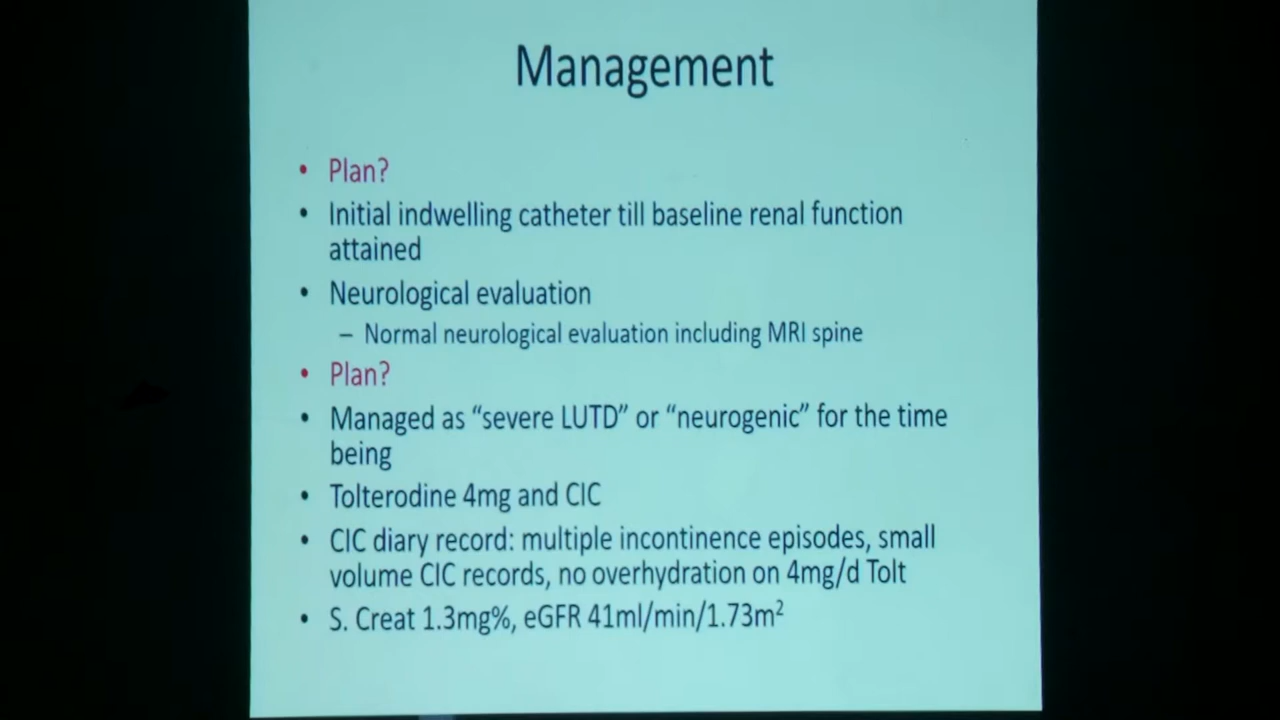 Management
• Plan?
• Initial indwelling catheter till baseline renal function
attained
• Neurological evaluation
– Normal neurological evaluation including MRI spine
• Plan?
• Managed as “severe LUTD” or “neurogenic” for the time
being
• Tolterodine 4mg and CIC
• CIC diary record: multiple incontinence episodes, small
volume CIC records, no overhydration on 4mg/d Tolt
• S. Creat 1.3mg%, eGFR 41ml/min/1.73m²